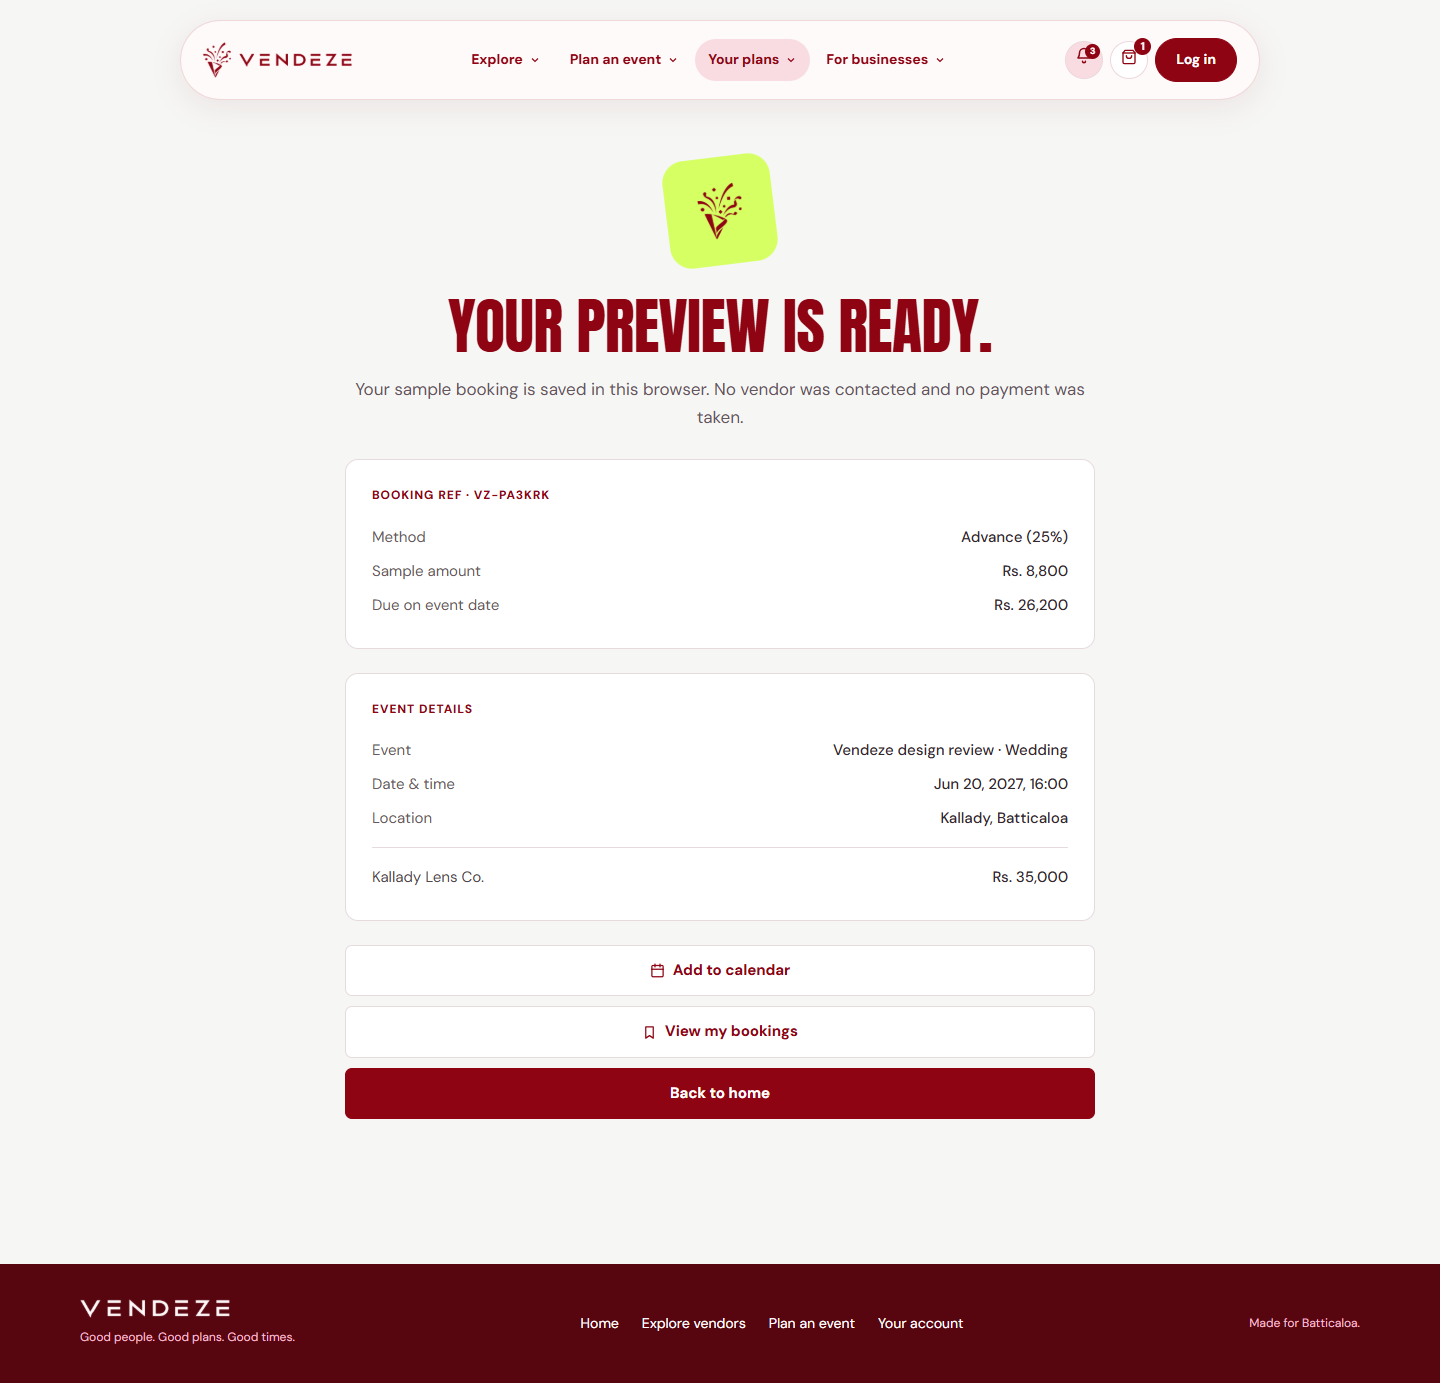 VENDEZE
Explore
Plan an event
Your plans
For businesses
3
1
Log in
YOUR PREVIEW IS READY.
Your sample booking is saved in this browser. No vendor was contacted and no payment was
taken.
BOOKING REF · VZ-PA3KRK
Method Advance (25%)
Sample amount Rs. 8,800
Due on event date Rs. 26,200
EVENT DETAILS
Event Vendeze design review · Wedding
Date & time Jun 20, 2027, 16:00
Location Kallady, Batticaloa
Kallady Lens Co. Rs. 35,000
Add to calendar
View my bookings
Back to home
VENDEZE
Good people. Good plans. Good times.
Home Explore vendors Plan an event Your account
Made for Batticaloa.